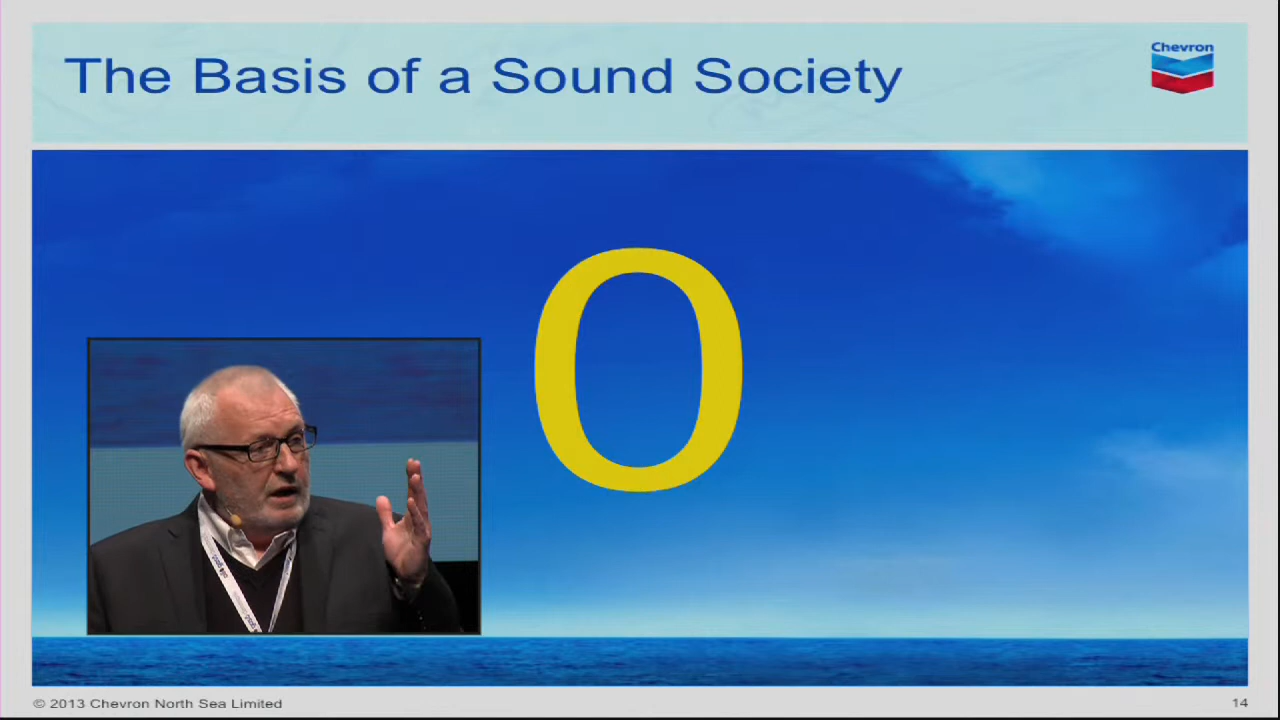 The Basis of a Sound Society
Chevron
0
© 2013 Chevron North Sea Limited
14